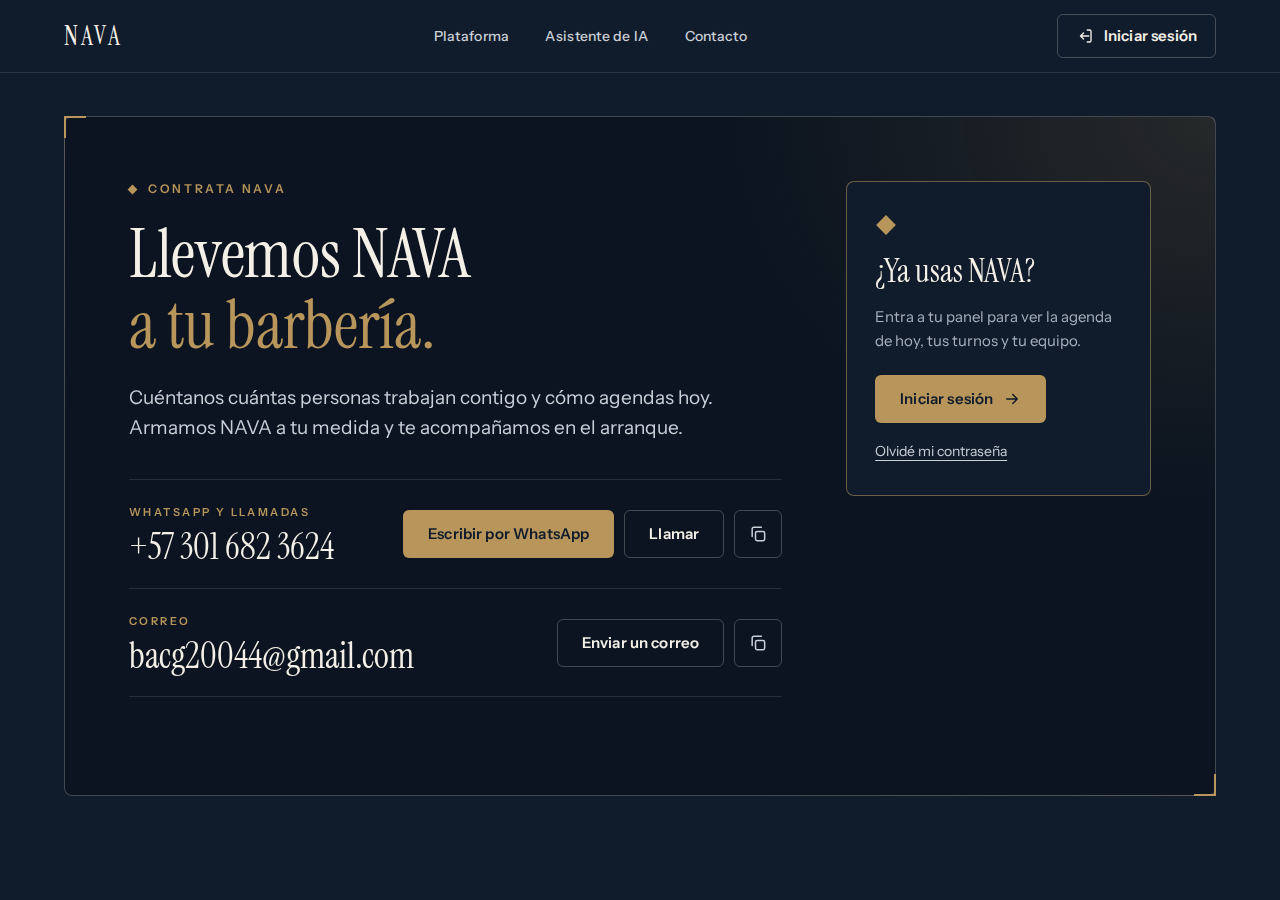 NAVA
Plataforma
Asistente de IA
Contacto
Iniciar sesión
CONTRATA NAVA
Llevemos NAVA
a tu barbería.
Cuéntanos cuántas personas trabajan contigo y cómo agendas hoy.
Armamos NAVA a tu medida y te acompañamos en el arranque.
WHATSAPP Y LLAMADAS
+57 301 682 3624
Escribir por WhatsApp
Llamar
CORREO
bacg20044@gmail.com
Enviar un correo
¿Ya usas NAVA?
Entra a tu panel para ver la agenda
de hoy, tus turnos y tu equipo.
Iniciar sesión
Olvidé mi contraseña